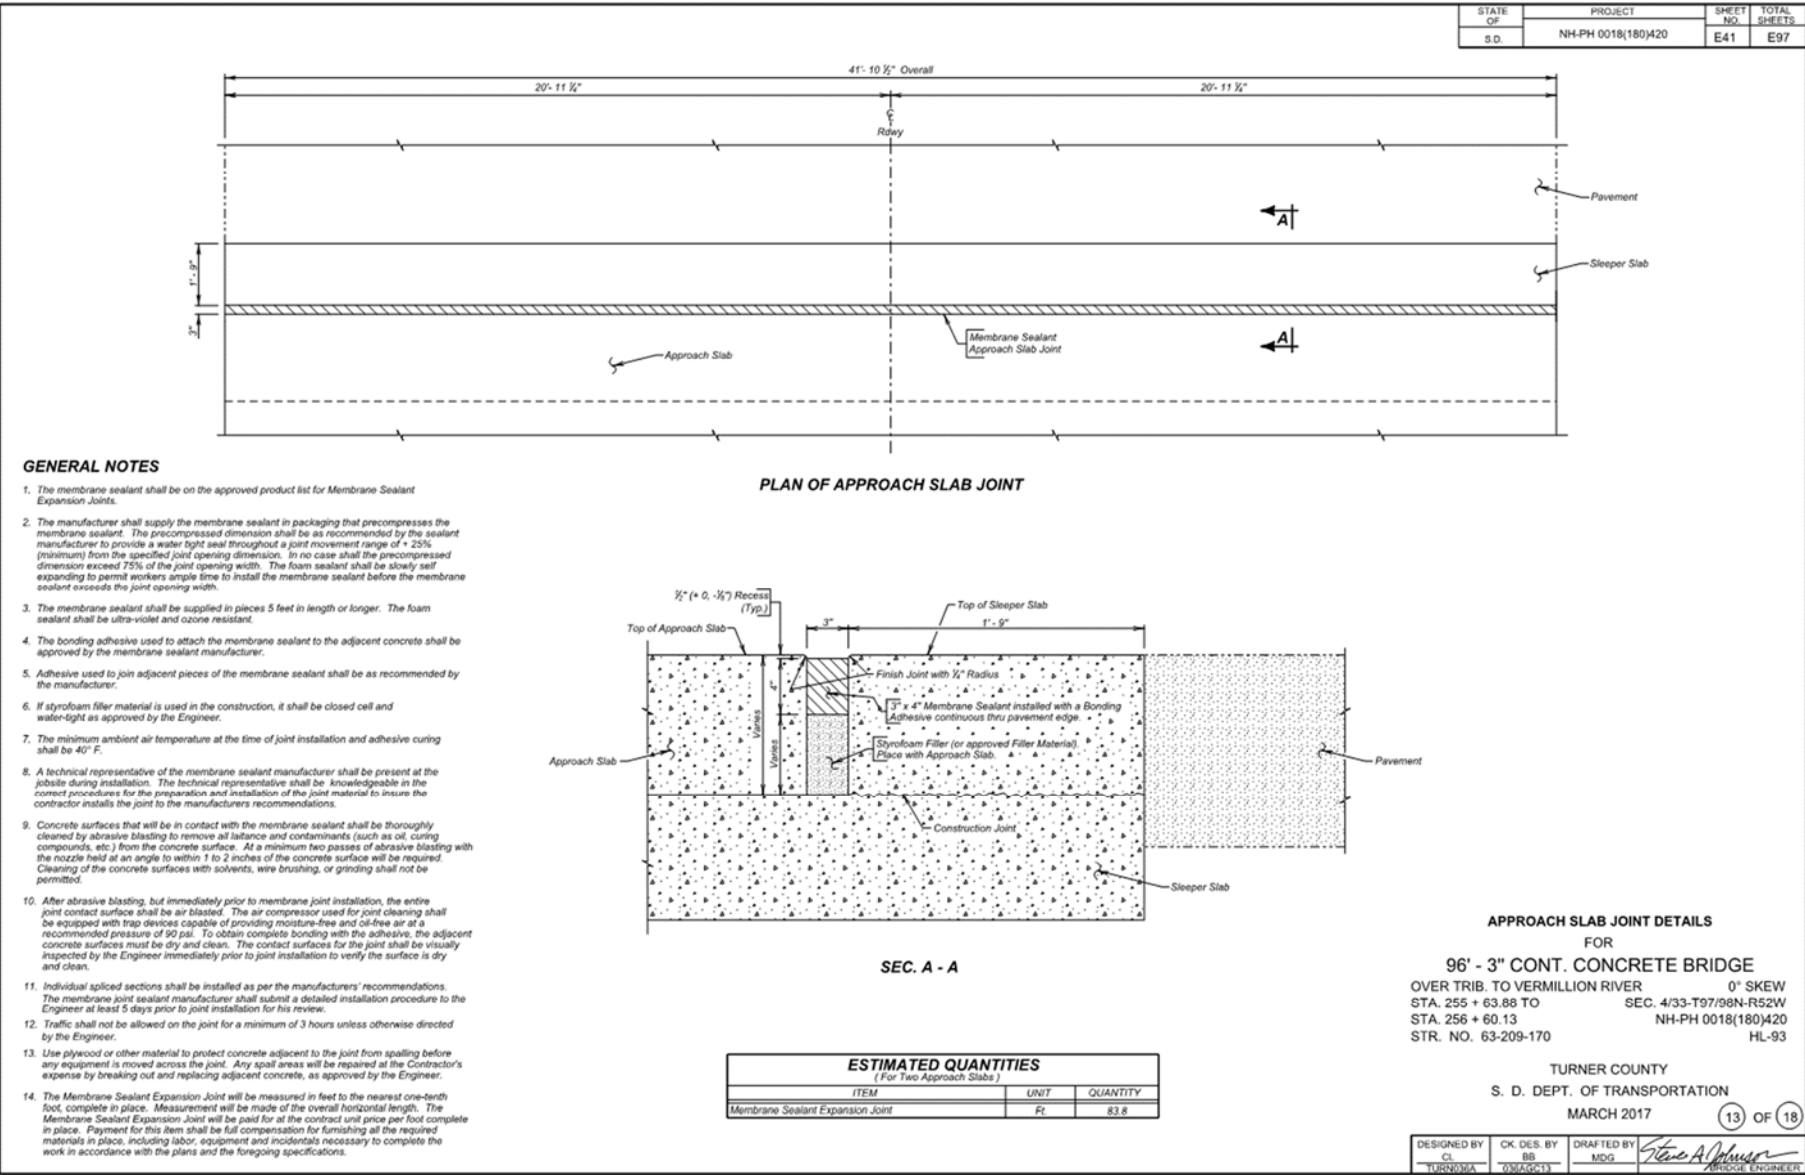 STATE OF
PROJECT
SHEET NO.
TOTAL SHEETS
S.D.
NH-PH 0018(180)420
E41
E97
41'- 10 ½" Overall
20'- 11 ¼"
20'- 11 ¼"
℄
Rdwy
A
Pavement
1' - 9"
Sleeper Slab
3"
Membrane Sealant
Approach Slab Joint
A
Approach Slab
PLAN OF APPROACH SLAB JOINT
GENERAL NOTES
1. The membrane sealant shall be on the approved product list for Membrane Sealant
Expansion Joints.
2. The manufacturer shall supply the membrane sealant in packaging that precompresses the
membrane sealant. The precompressed dimension shall be as recommended by the sealant
manufacturer to provide a water tight seal throughout a joint movement range of + 25%
(minimum) from the specified joint opening dimension. In no case shall the precompressed
dimension exceed 75% of the joint opening width. The foam sealant shall be slowly self
expanding to permit workers ample time to install the membrane sealant before the membrane
sealant exceeds the joint opening width.
3. The membrane sealant shall be supplied in pieces 5 feet in length or longer. The foam
sealant shall be ultra-violet and ozone resistant.
4. The bonding adhesive used to attach the membrane sealant to the adjacent concrete shall be
approved by the membrane sealant manufacturer.
5. Adhesive used to join adjacent pieces of the membrane sealant shall be as recommended by
the manufacturer.
6. If styrofoam filler material is used in the construction, it shall be closed cell and
water-tight as approved by the Engineer.
7. The minimum ambient air temperature at the time of joint installation and adhesive curing
shall be 40° F.
8. A technical representative of the membrane sealant manufacturer shall be present at the
jobsite during installation. The technical representative shall be knowledgeable in the
correct procedures for the preparation and installation of the joint material to insure the
contractor installs the joint to the manufacturers recommendations.
9. Concrete surfaces that will be in contact with the membrane sealant shall be thoroughly
cleaned by abrasive blasting to remove all laitance and contaminants (such as oil, curing
compounds, etc.) from the concrete surface. At a minimum two passes of abrasive blasting with
the nozzle held at an angle to within 1 to 2 inches of the concrete surface will be required.
Cleaning of the concrete surfaces with solvents, wire brushing, or grinding shall not be
permitted.
10. After abrasive blasting, but immediately prior to membrane joint installation, the entire
joint contact surface shall be air blasted. The air compressor used for joint cleaning shall
be equipped with trap devices capable of providing moisture-free and oil-free air at a
recommended pressure of 90 psi. To obtain complete bonding with the adhesive, the adjacent
concrete surfaces must be dry and clean. The contact surfaces for the joint shall be visually
inspected by the Engineer immediately prior to joint installation to verify the surface is dry
and clean.
11. Individual spliced sections shall be installed as per the manufacturers' recommendations.
The membrane joint sealant manufacturer shall submit a detailed installation procedure to the
Engineer at least 5 days prior to joint installation for his review.
12. Traffic shall not be allowed on the joint for a minimum of 3 hours unless otherwise directed
by the Engineer.
13. Use plywood or other material to protect concrete adjacent to the joint from spalling before
any equipment is moved across the joint. Any spall areas will be repaired at the Contractor's
expense by breaking out and replacing adjacent concrete, as approved by the Engineer.
14. The Membrane Sealant Expansion Joint will be measured in feet to the nearest one-tenth
foot, complete in place. Measurement will be made of the overall horizontal length. The
Membrane Sealant Expansion Joint will be paid for at the contract unit price per foot complete
in place. Payment for this item shall be full compensation for furnishing all the required
materials in place, including labor, equipment and incidentals necessary to complete the
work in accordance with the plans and the foregoing specifications.
½" (+ 0, -⅛") Recess
(Typ.)
Top of Sleeper Slab
Top of Approach Slab
3"
1' - 9"
Finish Joint with ¼" Radius
4"
3" x 4" Membrane Sealant installed with a Bonding
Adhesive continuous thru pavement edge.
Varies
Varies
Styrofoam Filler (or approved Filler Material).
Place with Approach Slab.
Approach Slab
Pavement
Construction Joint
Sleeper Slab
SEC. A - A
ESTIMATED QUANTITIES
( For Two Approach Slabs )
ITEM UNIT QUANTITY
Membrane Sealant Expansion Joint Ft. 83.8
APPROACH SLAB JOINT DETAILS
FOR
96' - 3" CONT. CONCRETE BRIDGE
OVER TRIB. TO VERMILLION RIVER 0° SKEW
STA. 255 + 63.88 TO SEC. 4/33-T97/98N-R52W
STA. 256 + 60.13 NH-PH 0018(180)420
STR. NO. 63-209-170 HL-93
TURNER COUNTY
S. D. DEPT. OF TRANSPORTATION
MARCH 2017
13 OF 18
DESIGNED BY
CL
TURN036A
CK. DES. BY
BB
036AGC13
DRAFTED BY
MDG
Steve A Johnson
BRIDGE ENGINEER